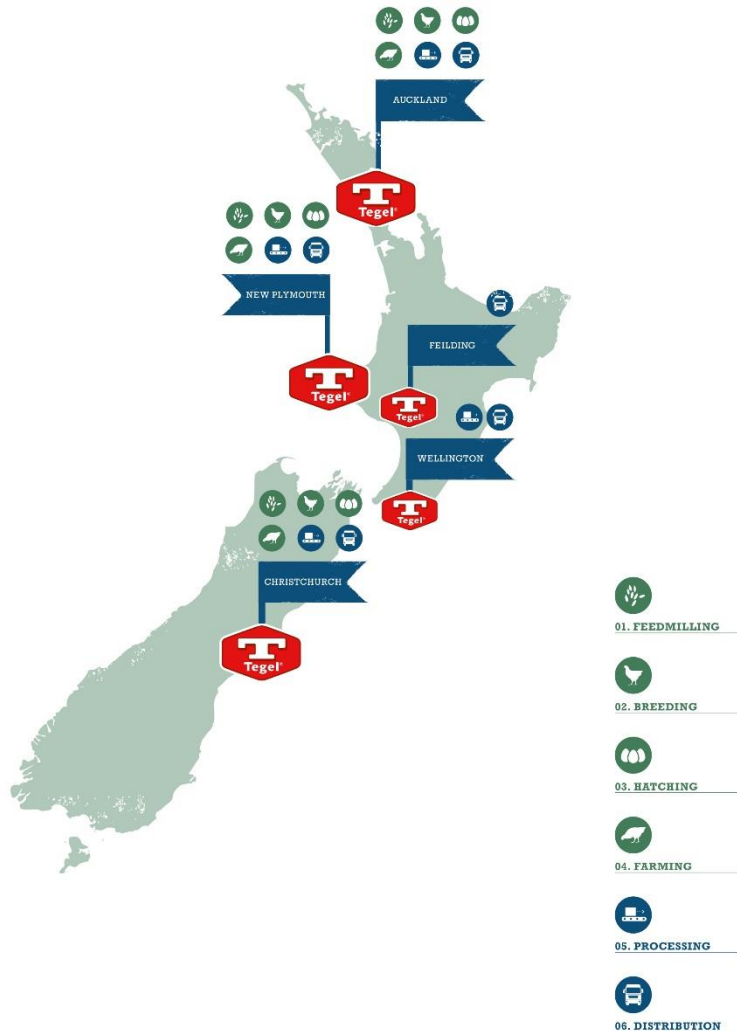 AUCKLAND
Tegel®
NEW PLYMOUTH
Tegel®
FEILDING
Tegel®
WELLINGTON
Tegel®
CHRISTCHURCH
Tegel®
01. FEEDMILLING
02. BREEDING
03. HATCHING
04. FARMING
05. PROCESSING
06. DISTRIBUTION